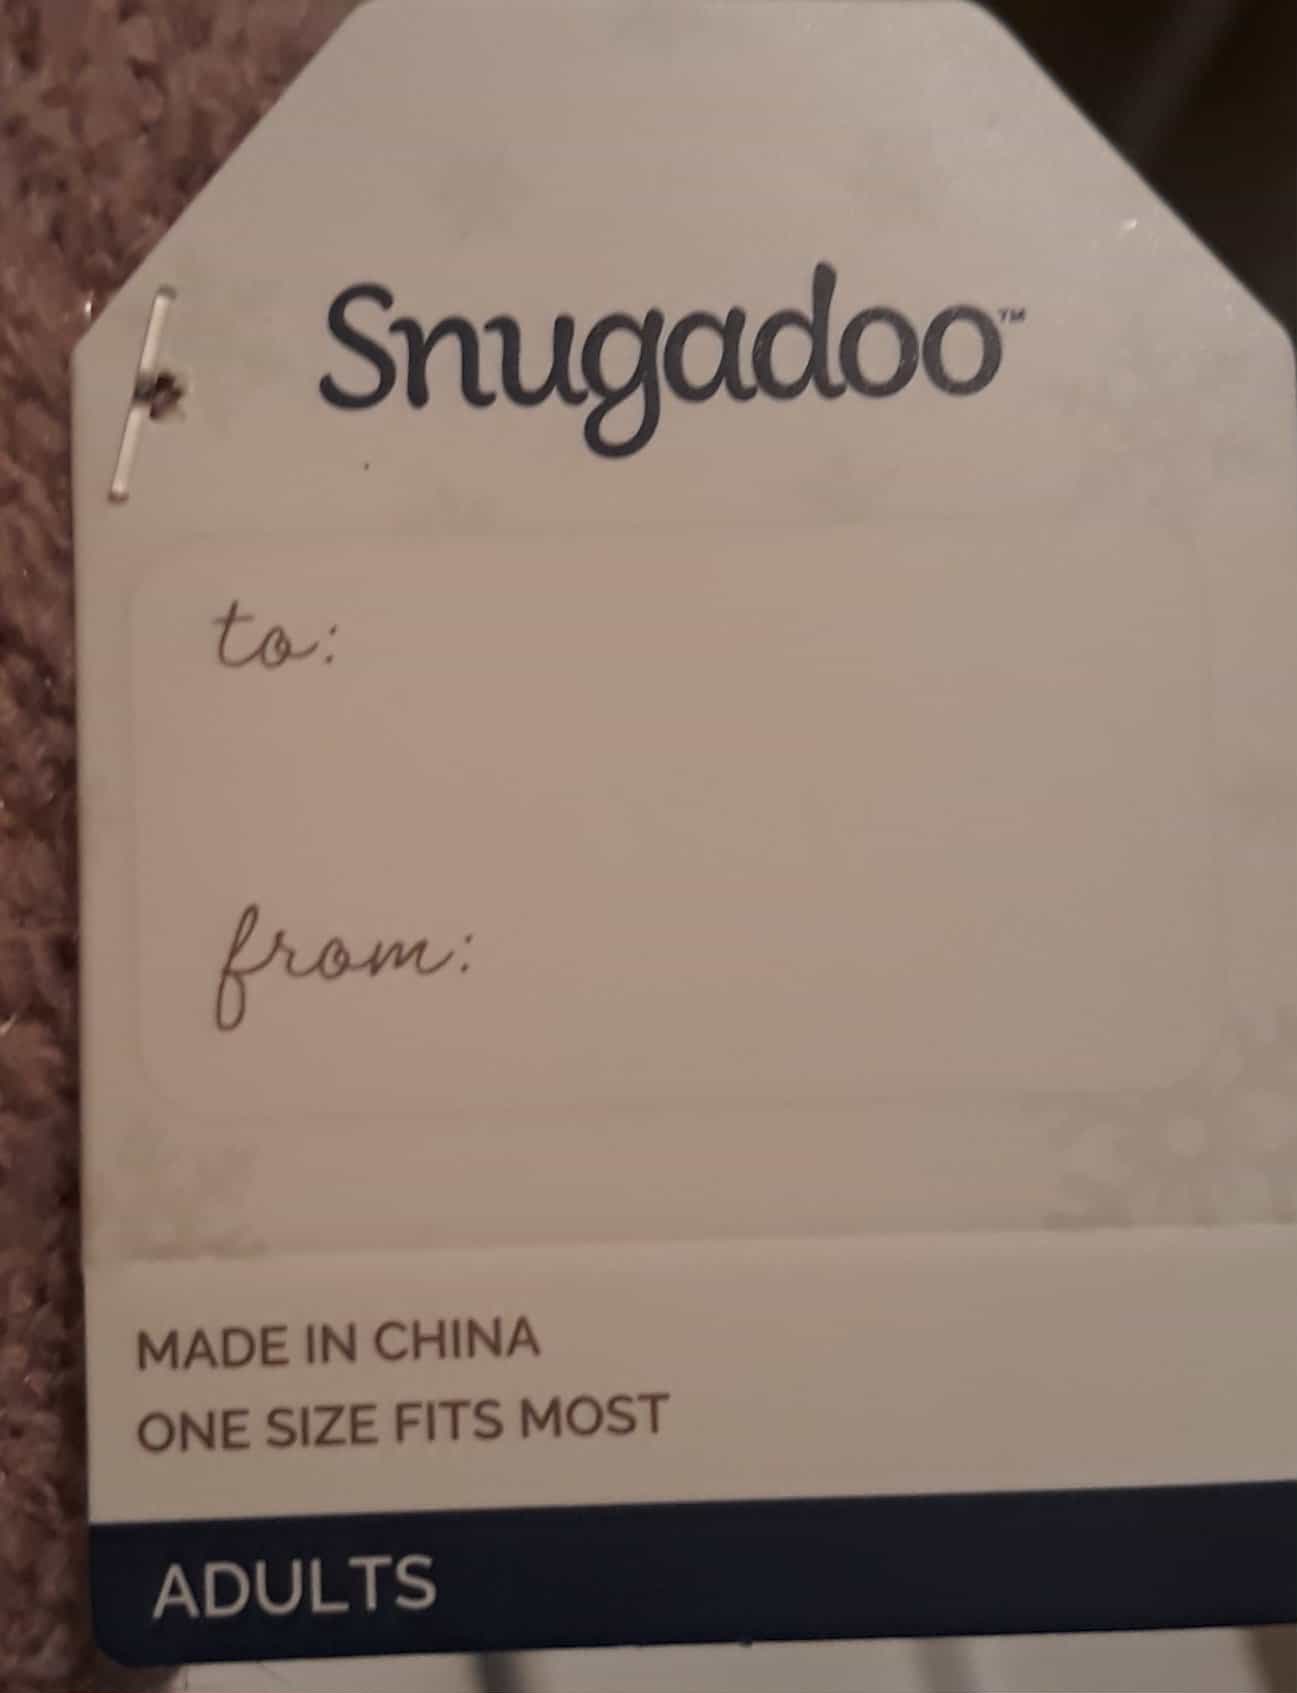 Snugadoo™
to:
from:
MADE IN CHINA
ONE SIZE FITS MOST
ADULTS